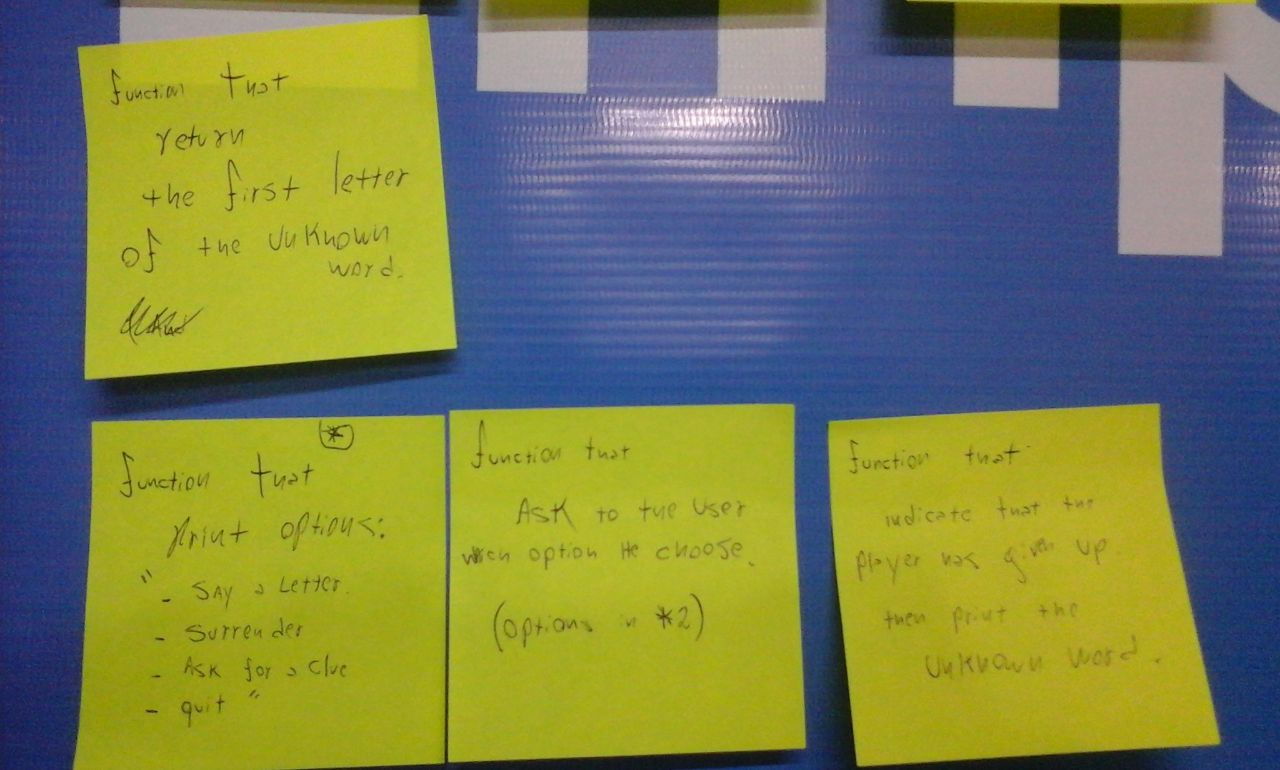 function that
return
the first letter
of the unknown
word.
*
function that
print options:
" - SAY a Letter.
- Surrender
- ASK for a clue
- quit "
function that
ASK to the user
option He choose.
(options in *2)
function that
indicate that the
player has given up
then print the
unknown word.